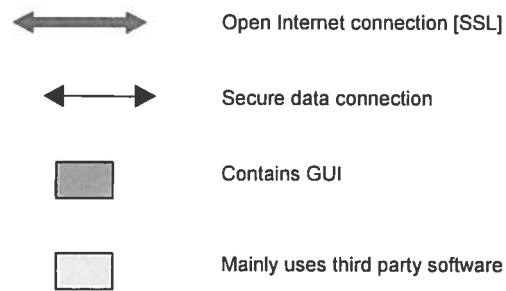 Open Internet connection [SSL]
Secure data connection
Contains GUI
Mainly uses third party software